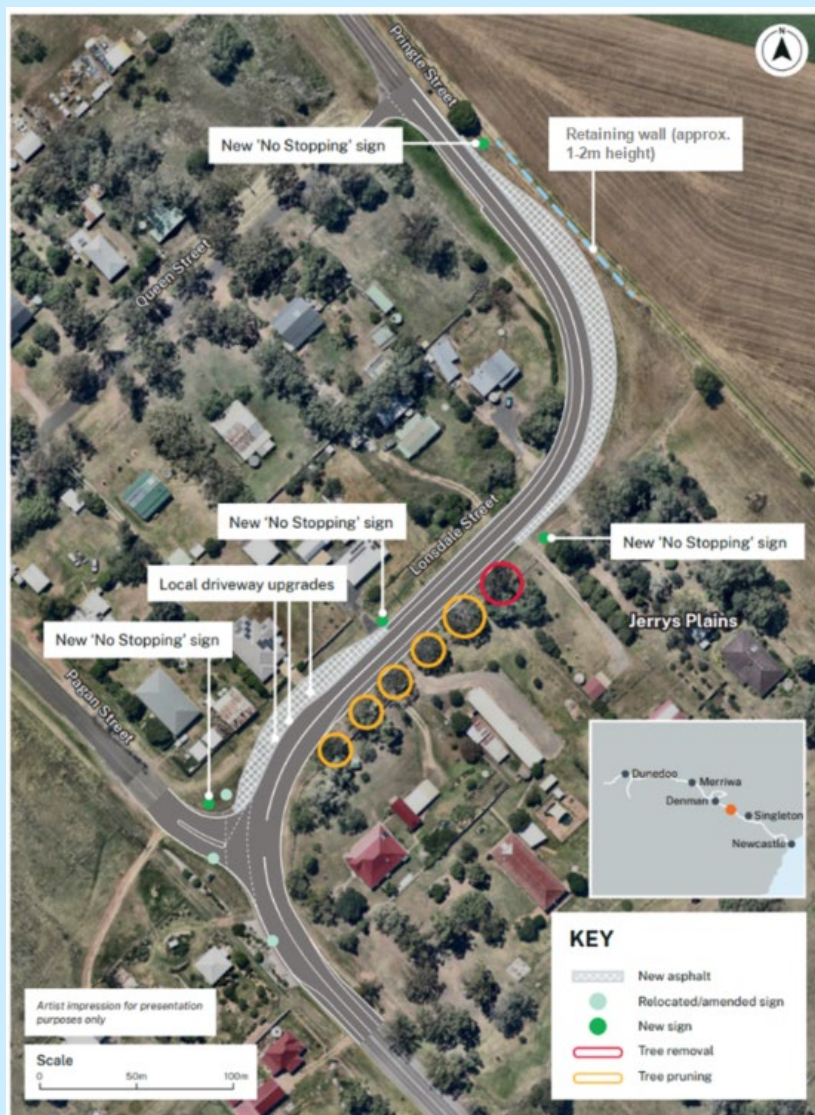 N
Pringle Street
New 'No Stopping' sign
Retaining wall (approx.
1-2m height)
Queen Street
New 'No Stopping' sign
Lonsdale Street
New 'No Stopping' sign
Local driveway upgrades
New 'No Stopping' sign
Jerrys Plains
Pagan Street
Dunedoo
Merriwa
Denman
Singleton
Newcastle
KEY
New asphalt
Relocated/amended sign
New sign
Tree removal
Tree pruning
Artist impression for presentation
purposes only
Scale
0 50m 100m